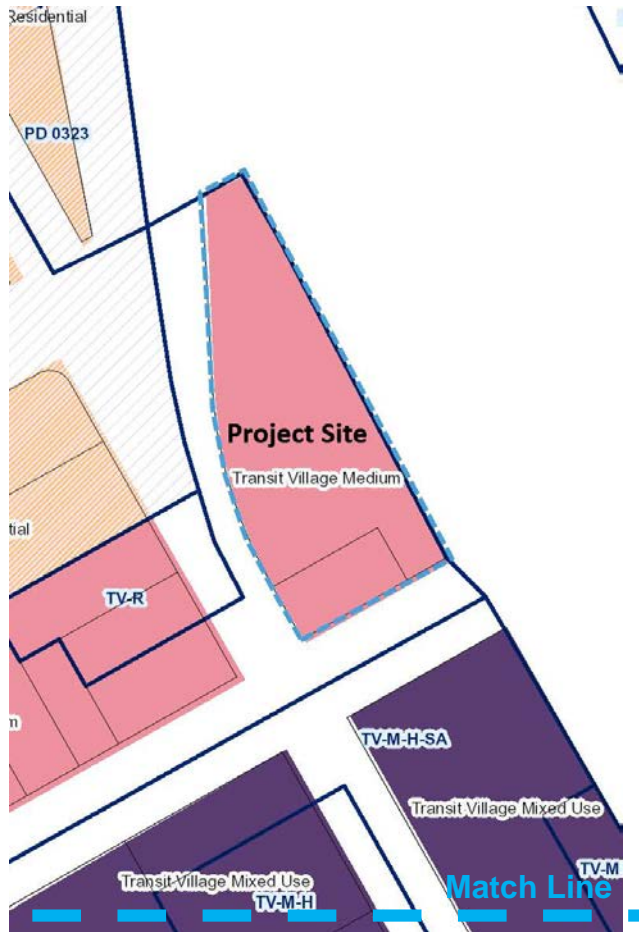 Residential
PD 0323
Project Site
Transit Village Medium
tial
TV-R
m
TV-M-H-SA
Transit Village Mixed Use
TV-M
Transit Village Mixed Use
Match Line
TV-M-H